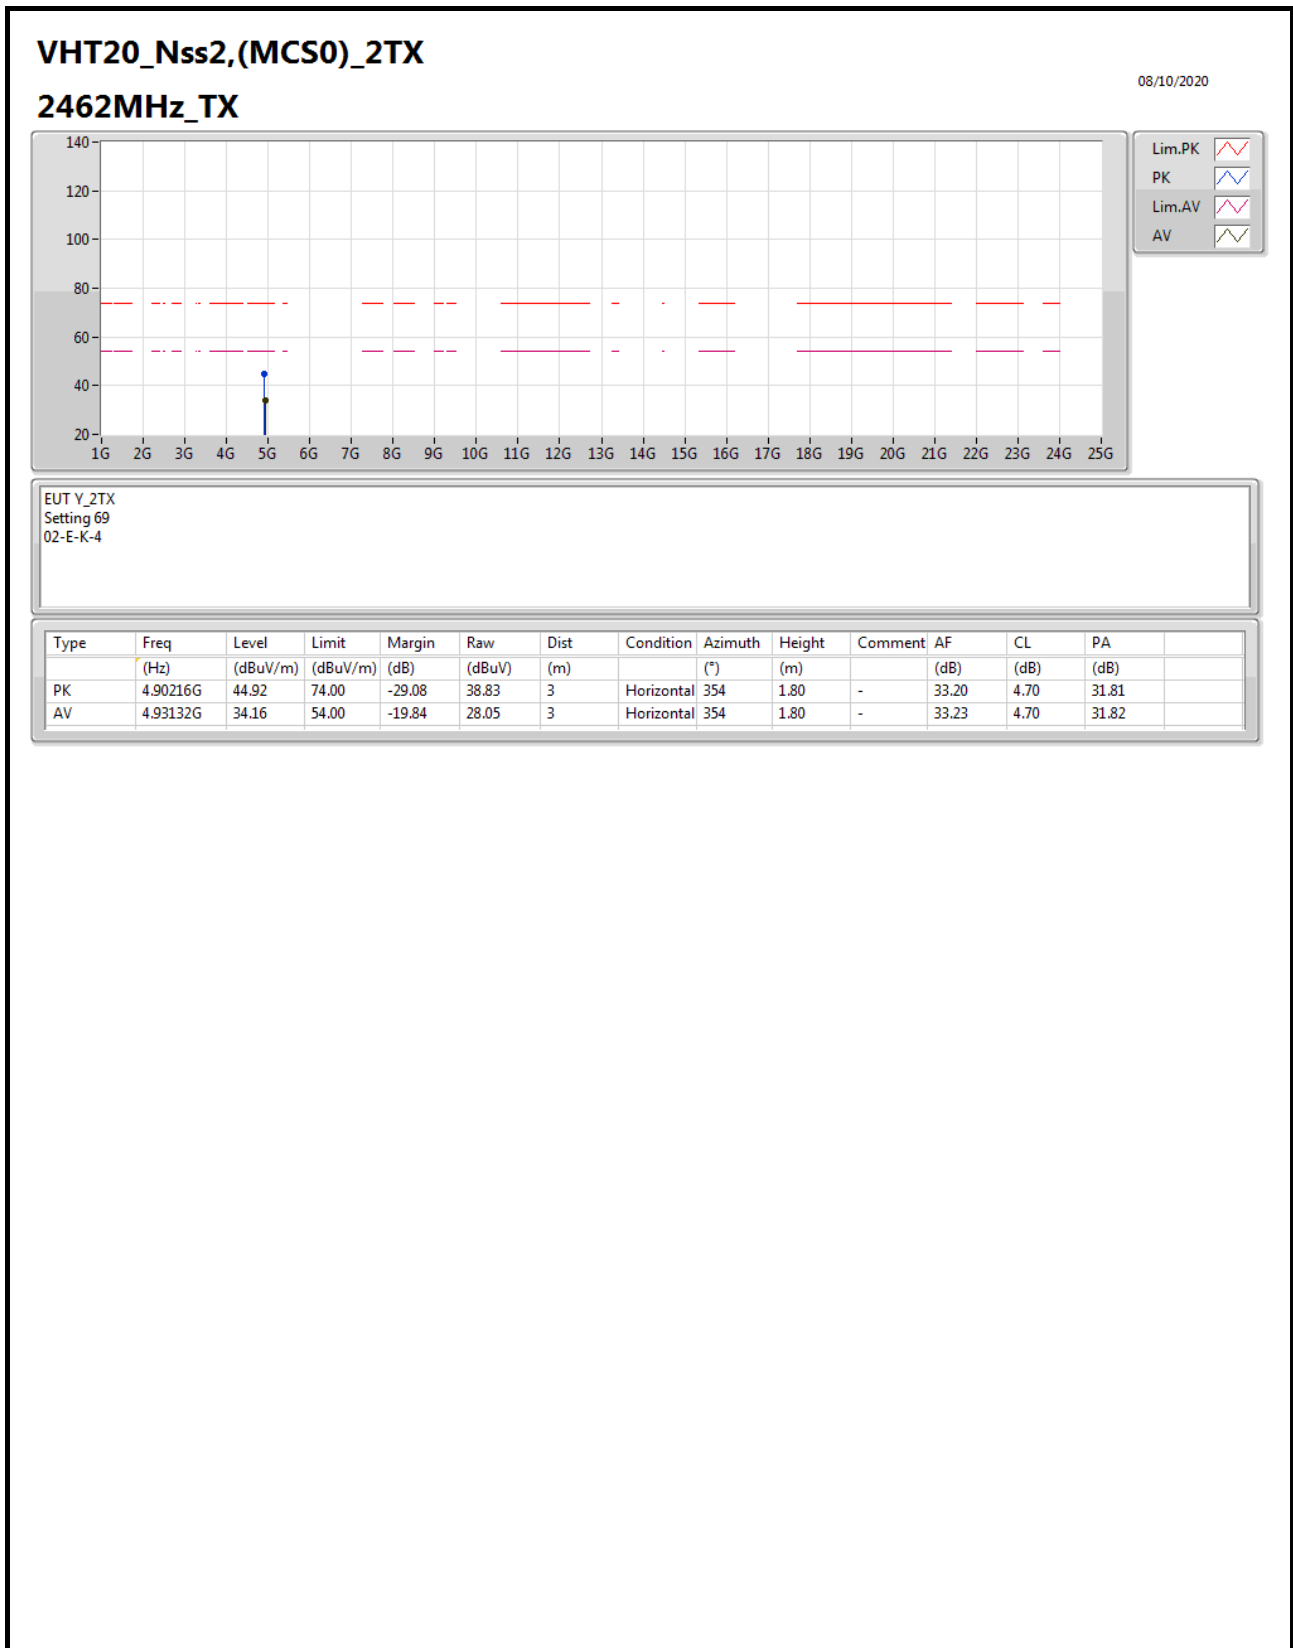 VHT20_Nss2,(MCS0)_2TX
08/10/2020
2462MHz_TX
140
120
100
80
60
40
20
1G 2G 3G 4G 5G 6G 7G 8G 9G 10G 11G 12G 13G 14G 15G 16G 17G 18G 19G 20G 21G 22G 23G 24G 25G
Lim.PK
PK
Lim.AV
AV
EUT Y_2TX
Setting 69
02-E-K-4
Type Freq Level Limit Margin Raw Dist Condition Azimuth Height Comment AF CL PA
(Hz) (dBuV/m) (dBuV/m) (dB) (dBuV) (m) (°) (m) (dB) (dB) (dB)
PK 4.90216G 44.92 74.00 -29.08 38.83 3 Horizontal 354 1.80 - 33.20 4.70 31.81
AV 4.93132G 34.16 54.00 -19.84 28.05 3 Horizontal 354 1.80 - 33.23 4.70 31.82